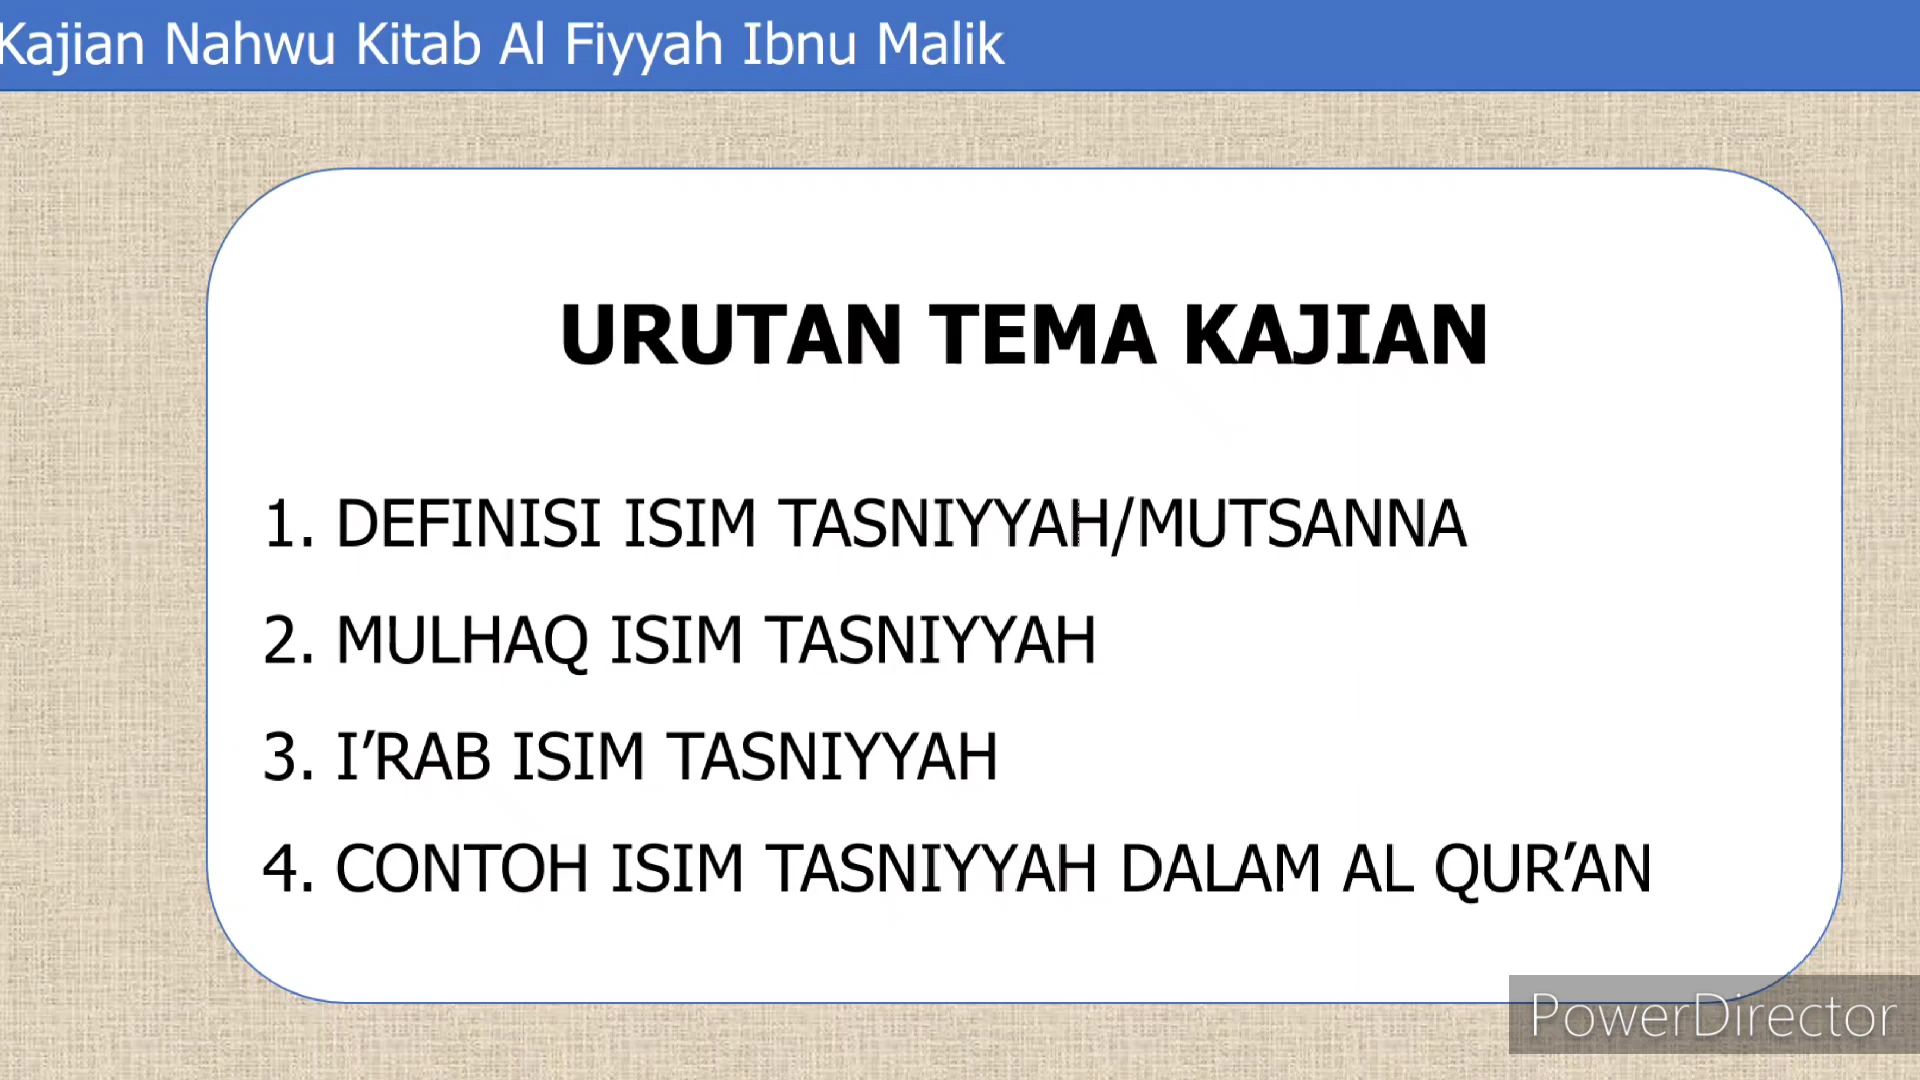 Kajian Nahwu Kitab Al Fiyyah Ibnu Malik
URUTAN TEMA KAJIAN
1. DEFINISI ISIM TASNIYYAH/MUTSANNA
2. MULHAQ ISIM TASNIYYAH
3. I’RAB ISIM TASNIYYAH
4. CONTOH ISIM TASNIYYAH DALAM AL QUR’AN
PowerDirector